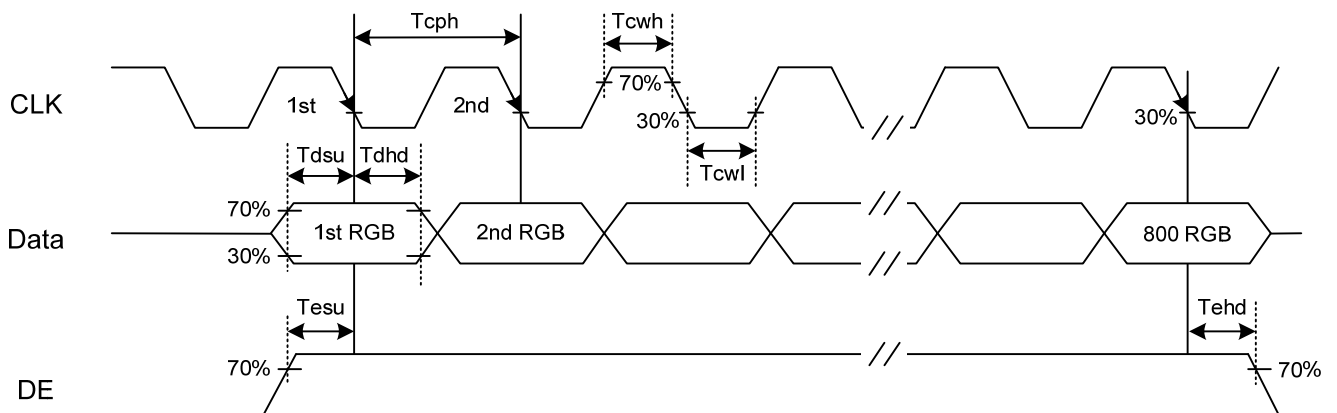 Tcph
Tcwh
CLK
1st
2nd
70%
30%
30%
Tdsu
Tdhd
Tcwl
70%
Data
1st RGB
2nd RGB
800 RGB
30%
Tesu
Tehd
70%
70%
DE